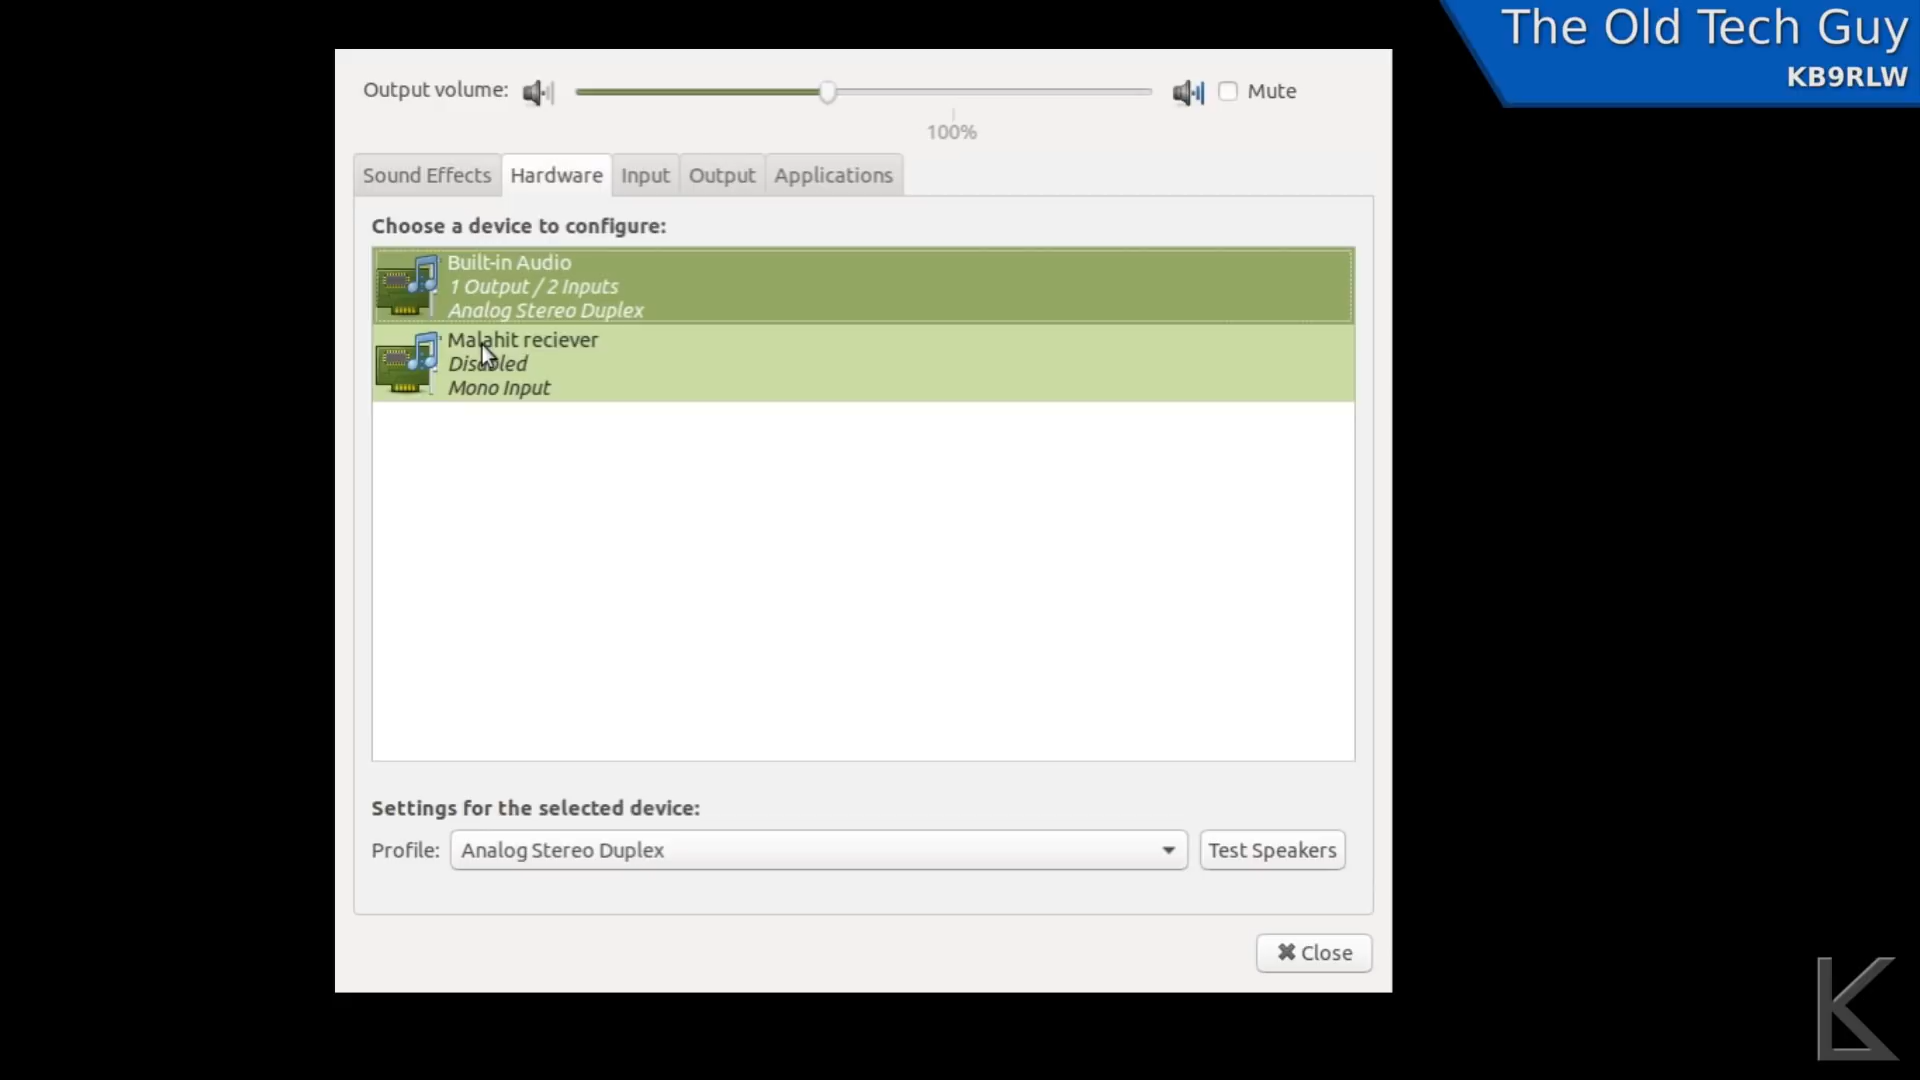 The Old Tech Guy
KB9RLW
Output volume:
Mute
100%
Sound Effects Hardware Input Output Applications
Choose a device to configure:
Built-in Audio
1 Output / 2 Inputs
Analog Stereo Duplex
Malahit reciever
Disabled
Mono Input
Settings for the selected device:
Profile: Analog Stereo Duplex Test Speakers
Close
K